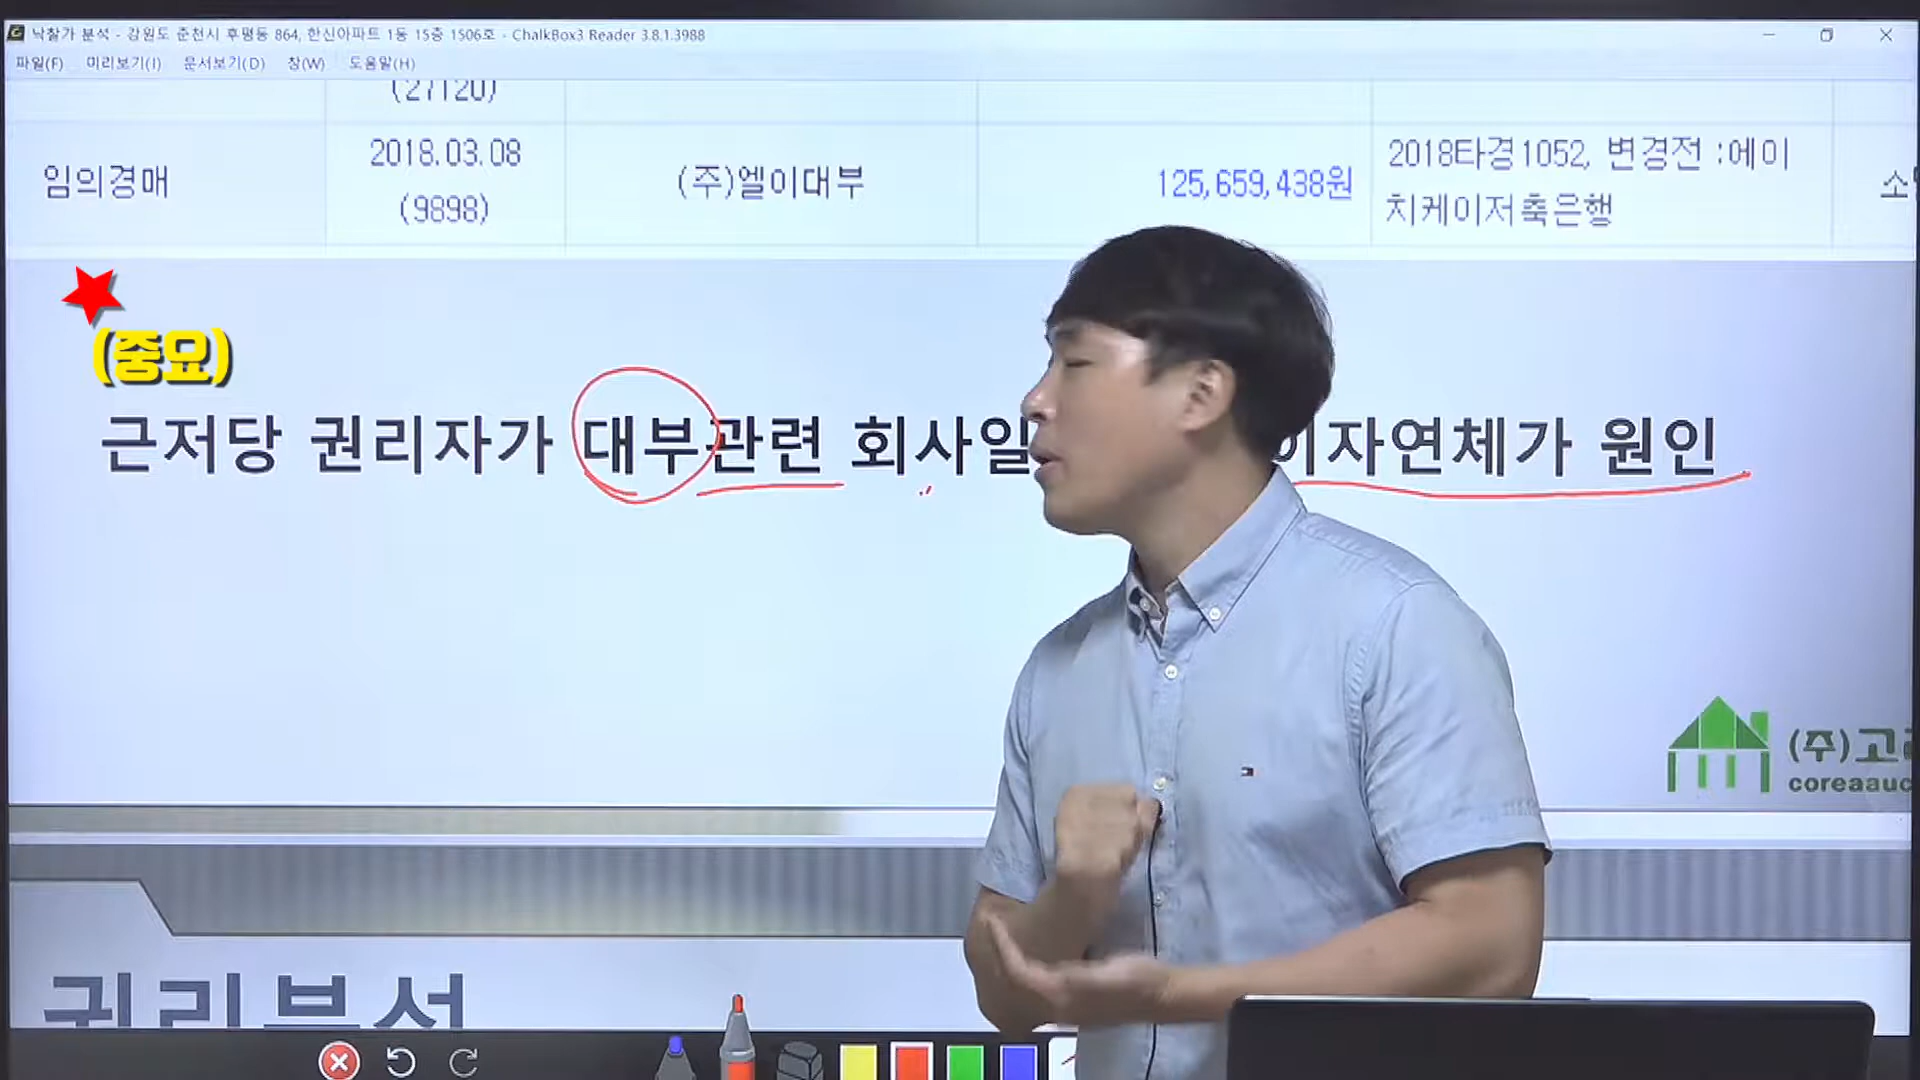 낙찰가 분석 - 강원도 춘천시 후평동 864, 한신아파트 1동 15층 1506호 - ChalkBox3 Reader 3.8.1.3988
파일(F) 미리보기(I) 문서보기(D) 창(W) 도움말(H)
(27120)
임의경매
2018.03.08
(9898)
(주)엘이대부
125,659,438원
2018타경1052, 변경전 :에이
치케이저축은행
(중요)
근저당 권리자가 대부관련 회사일 이자연체가 원인
(주)고
coreaauc
권리분석